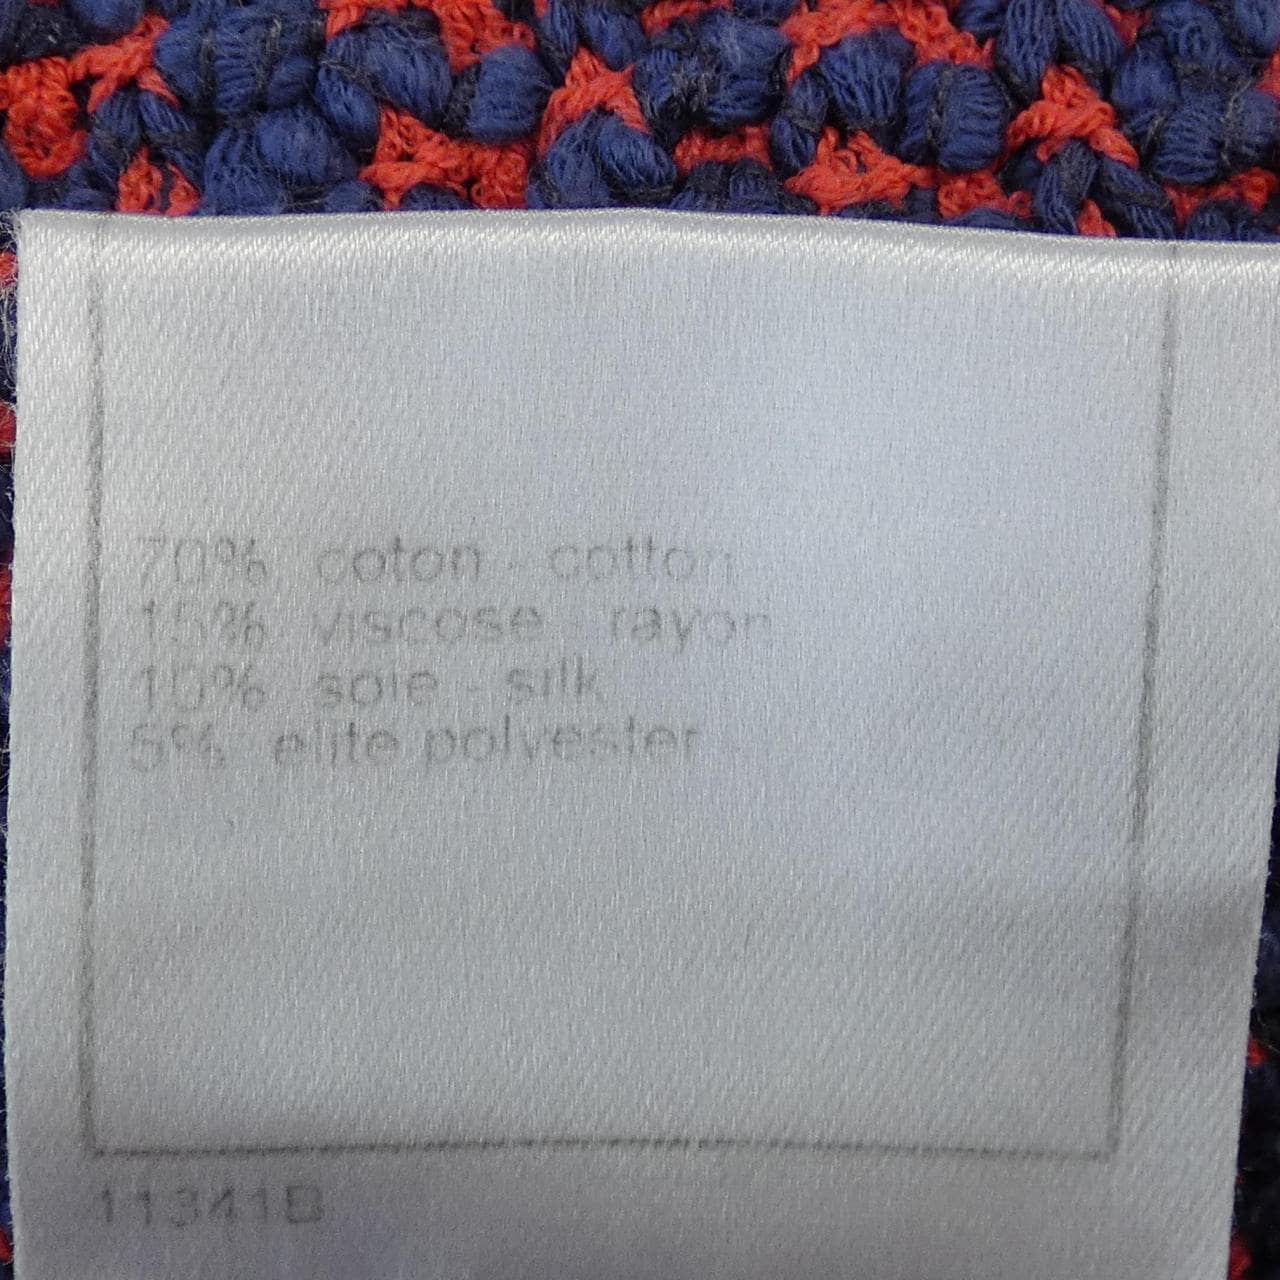 70% coton - cotton
15% viscose - rayon
10% soie - silk
5% elite polyester
11341B